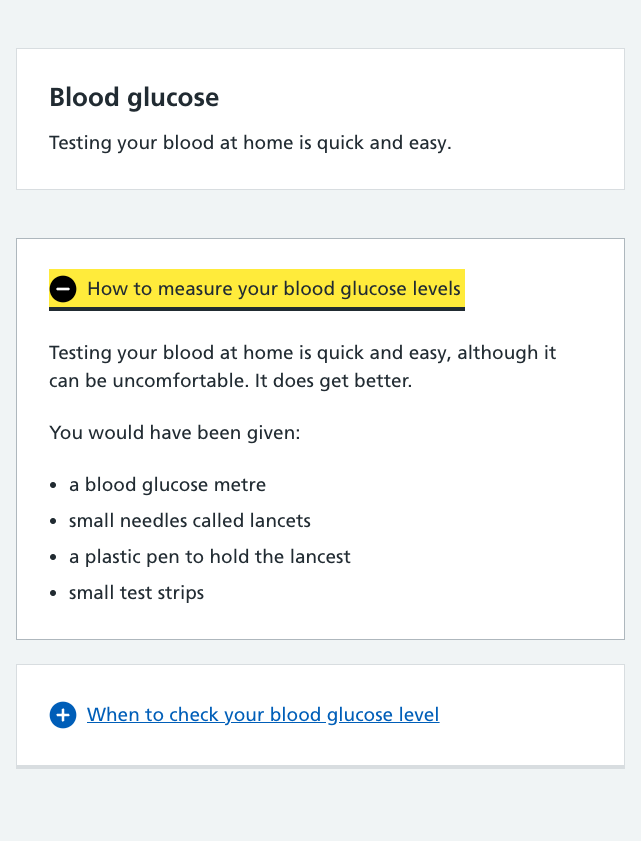 Blood glucose
Testing your blood at home is quick and easy.
How to measure your blood glucose levels
Testing your blood at home is quick and easy, although it
can be uncomfortable. It does get better.
You would have been given:
a blood glucose metre
small needles called lancets
a plastic pen to hold the lancest
small test strips
When to check your blood glucose level